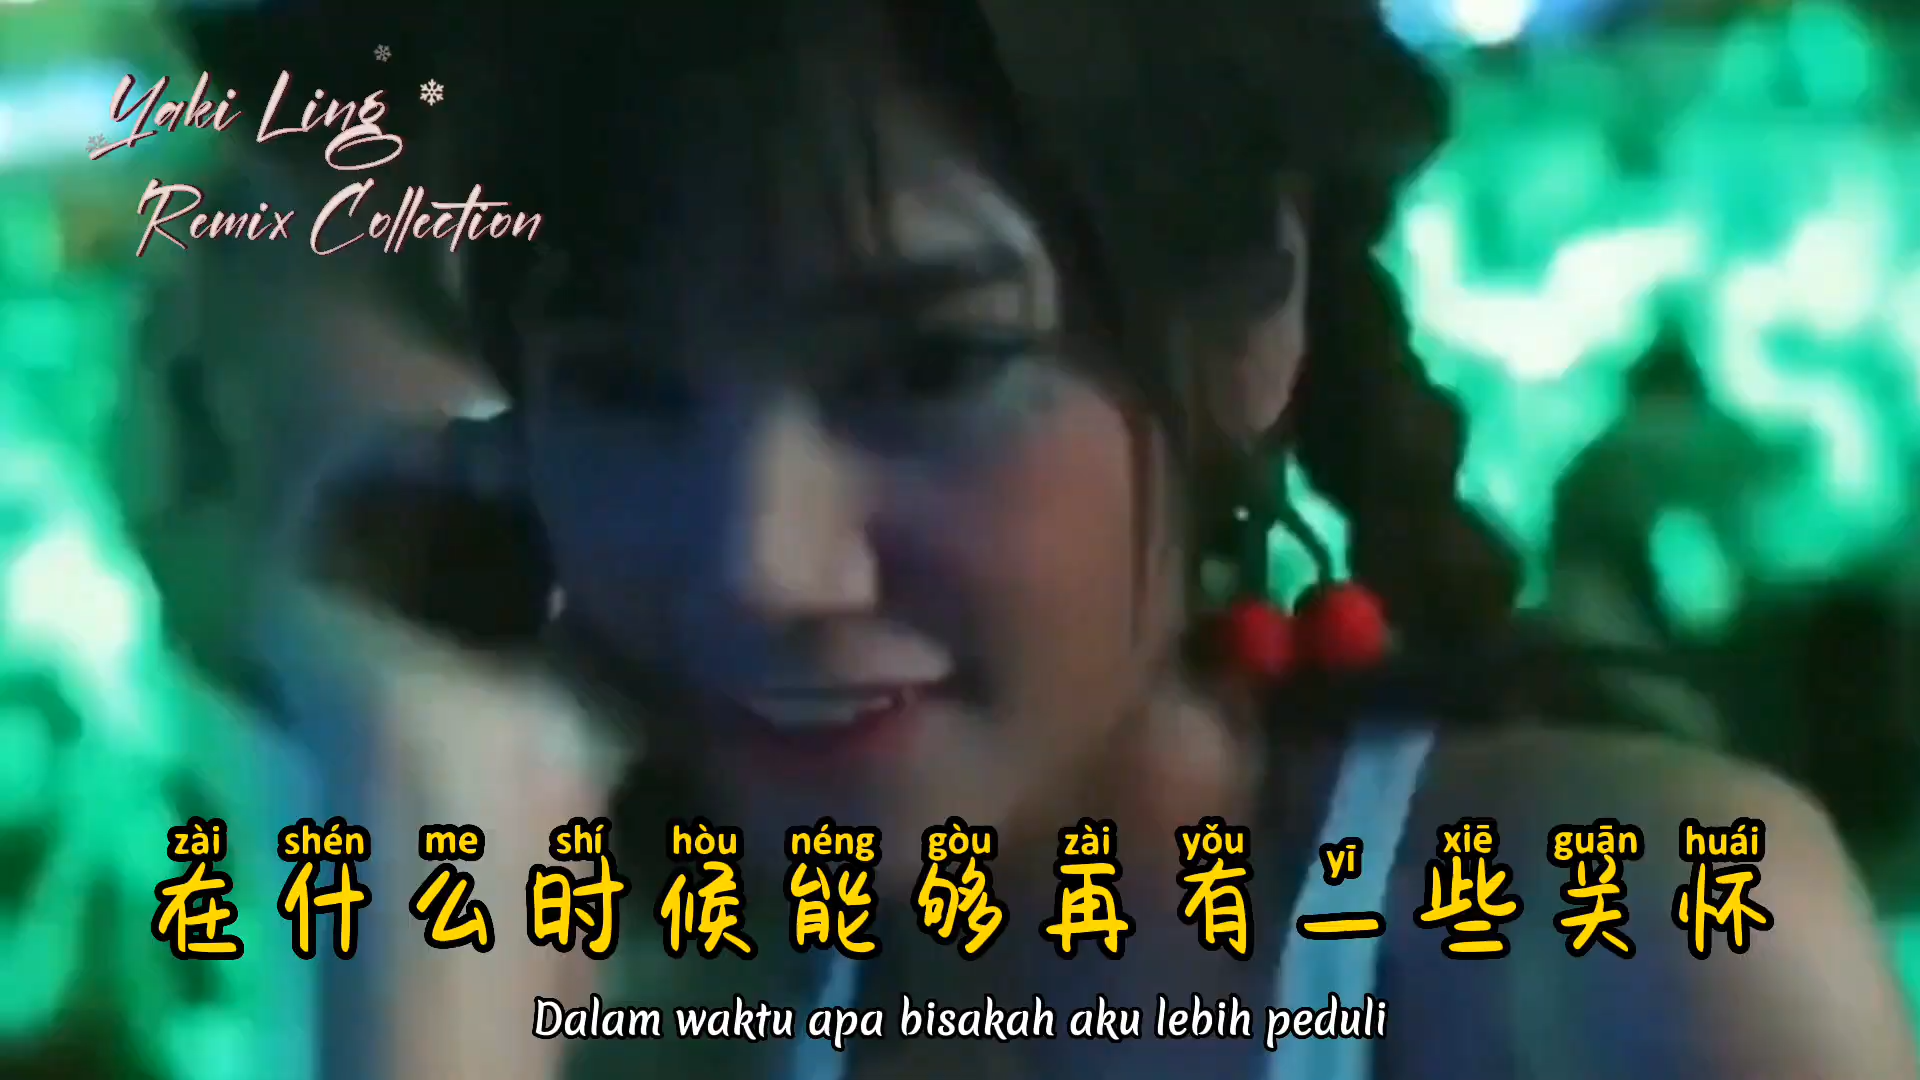 Yaki Ling
Remix Collection
zài shén me shí hòu néng gòu zài yǒu yī xiē guān huái
在什么时候能够再有一些关怀
Dalam waktu apa bisakah aku lebih peduli